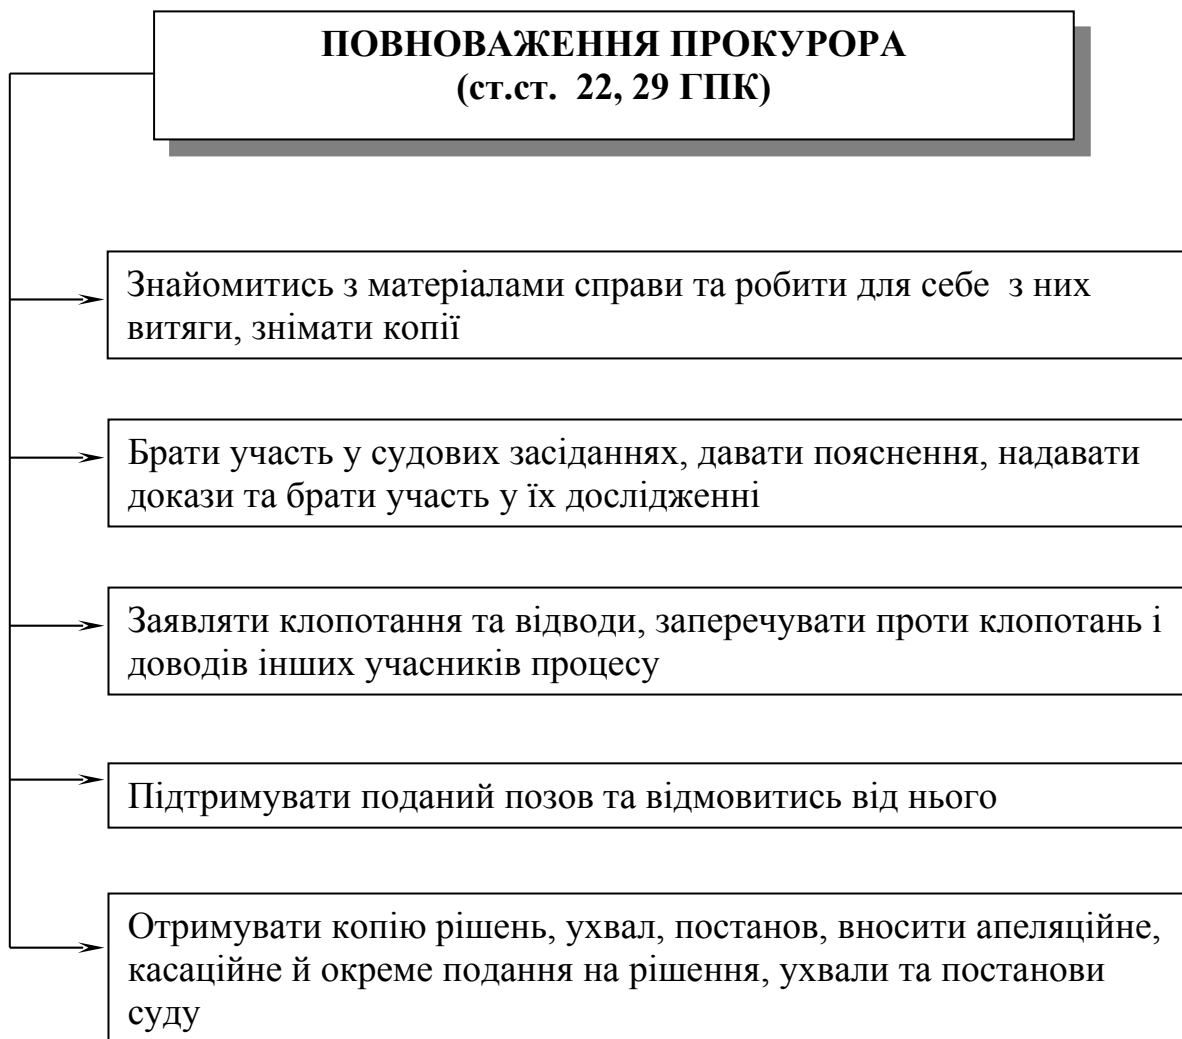 ПОВНОВАЖЕННЯ ПРОКУРОРА
(ст.ст. 22, 29 ГПК)
Знайомитись з матеріалами справи та робити для себе з них
витяги, знімати копії
Брати участь у судових засіданнях, давати пояснення, надавати
докази та брати участь у їх дослідженні
Заявляти клопотання та відводи, заперечувати проти клопотань і
доводів інших учасників процесу
Підтримувати поданий позов та відмовитись від нього
Отримувати копію рішень, ухвал, постанов, вносити апеляційне,
касаційне й окреме подання на рішення, ухвали та постанови
суду